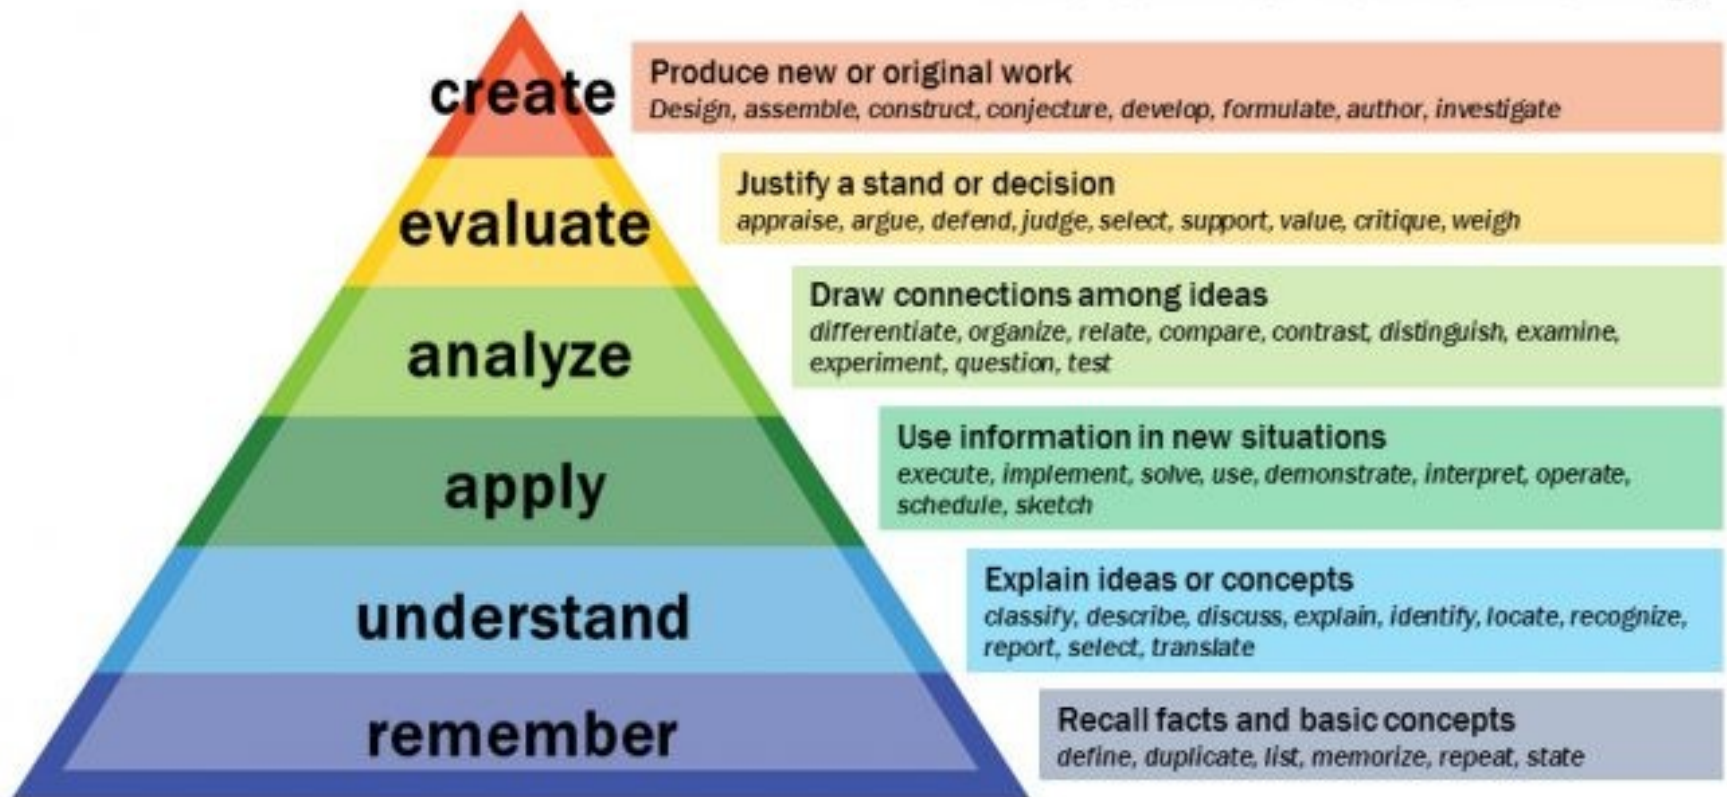 create
Produce new or original work
Design, assemble, construct, conjecture, develop, formulate, author, investigate
evaluate
Justify a stand or decision
appraise, argue, defend, judge, select, support, value, critique, weigh
analyze
Draw connections among ideas
differentiate, organize, relate, compare, contrast, distinguish, examine,
experiment, question, test
apply
Use information in new situations
execute, implement, solve, use, demonstrate, interpret, operate,
schedule, sketch
understand
Explain ideas or concepts
classify, describe, discuss, explain, identify, locate, recognize,
report, select, translate
remember
Recall facts and basic concepts
define, duplicate, list, memorize, repeat, state